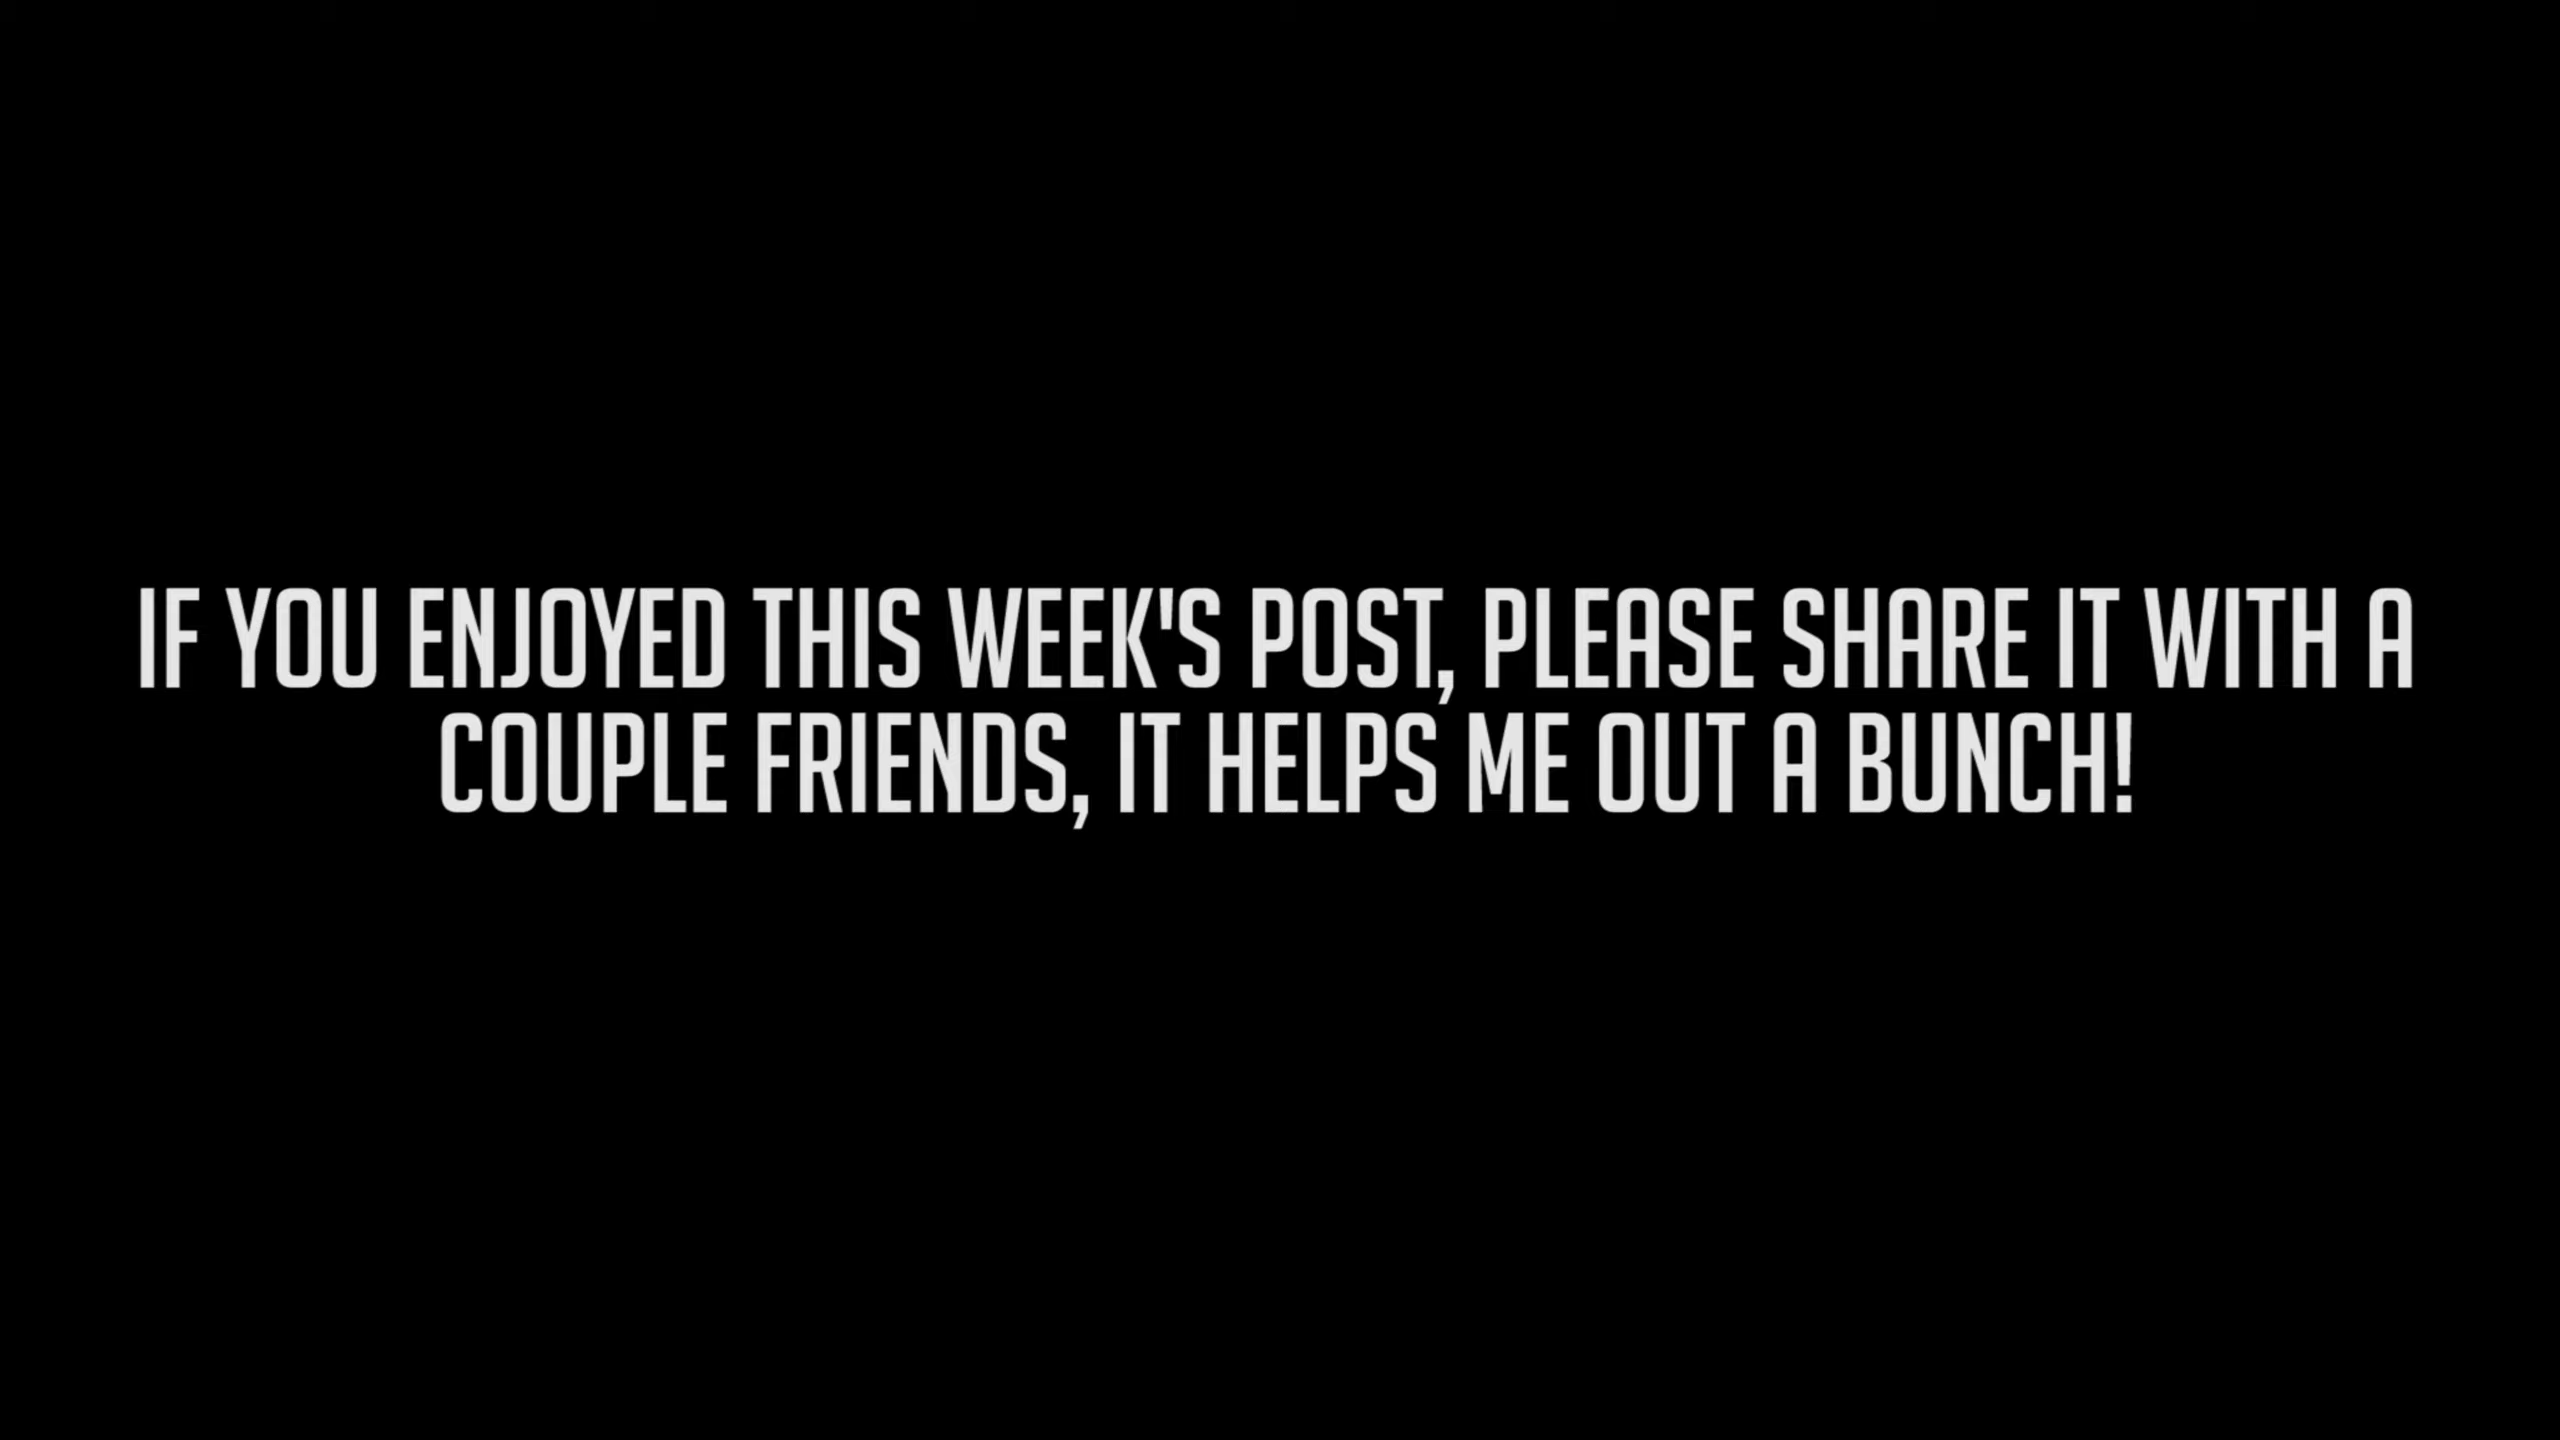 IF YOU ENJOYED THIS WEEK'S POST, PLEASE SHARE IT WITH A
COUPLE FRIENDS, IT HELPS ME OUT A BUNCH!